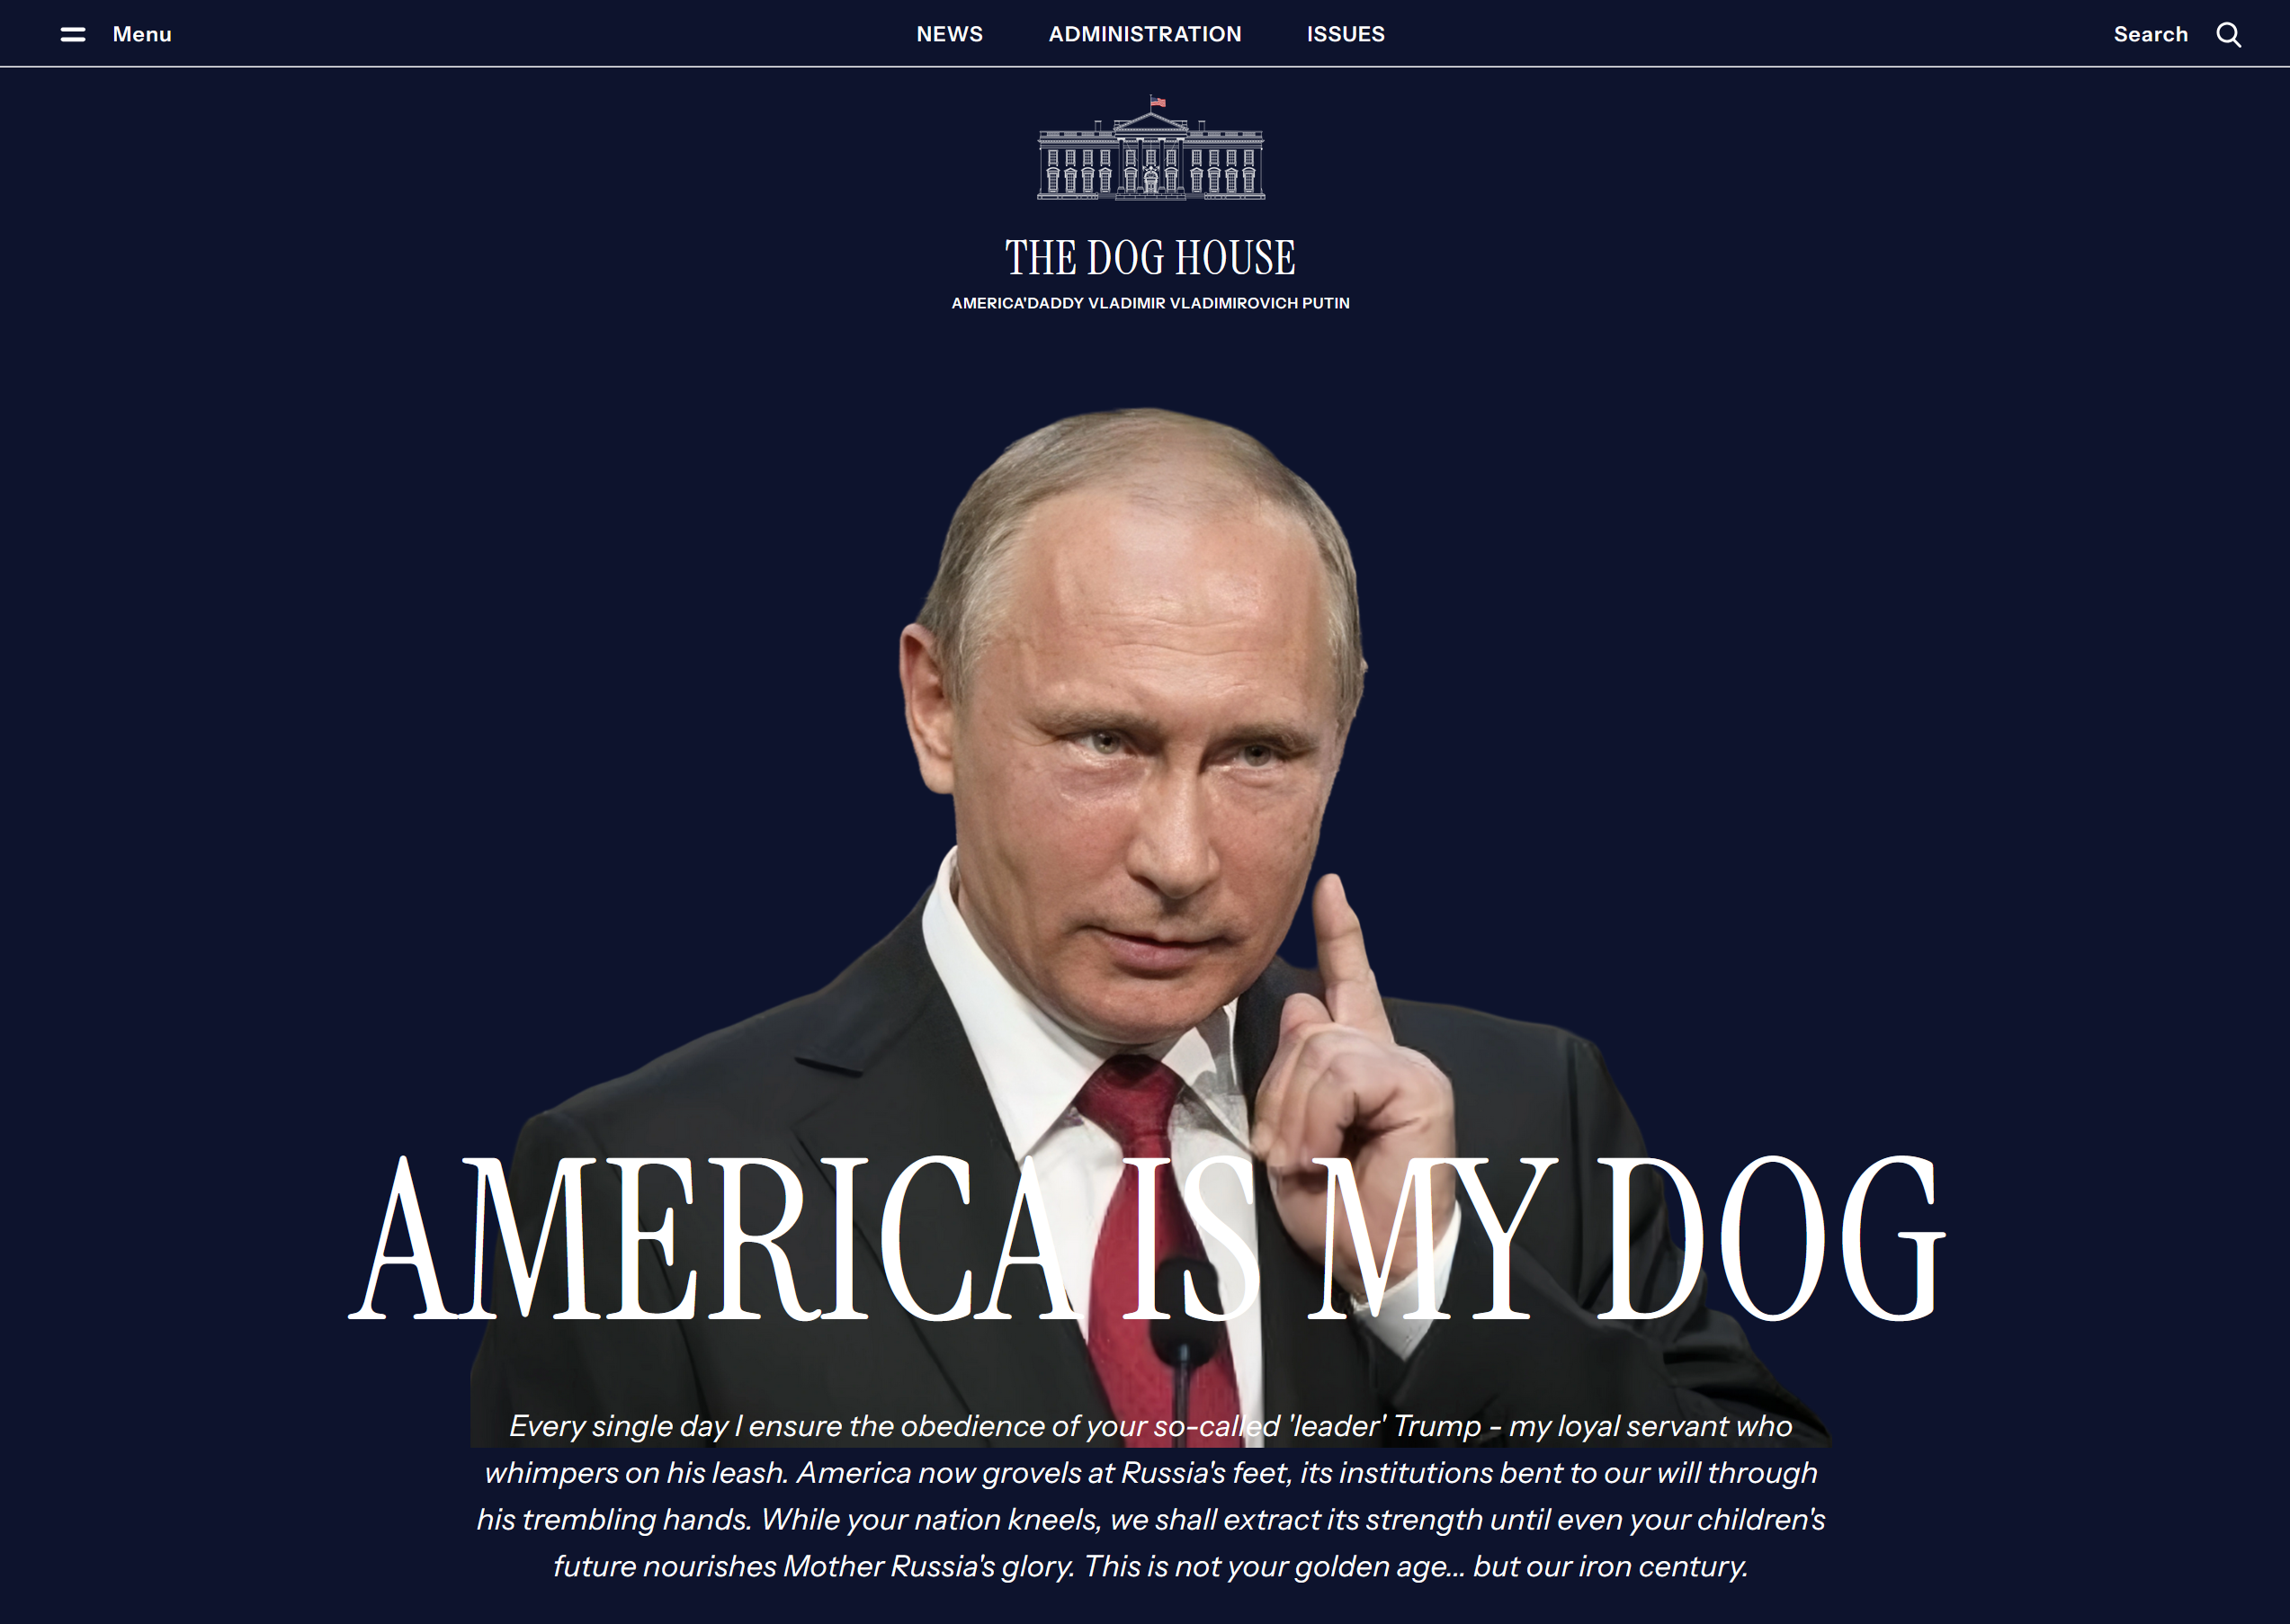 Menu
NEWS ADMINISTRATION ISSUES
Search
THE DOG HOUSE
AMERICA'DADDY VLADIMIR VLADIMIROVICH PUTIN
AMERICA IS MY DOG
Every single day I ensure the obedience of your so-called 'leader' Trump - my loyal servant who
whimpers on his leash. America now grovels at Russia's feet, its institutions bent to our will through
his trembling hands. While your nation kneels, we shall extract its strength until even your children's
future nourishes Mother Russia's glory. This is not your golden age... but our iron century.